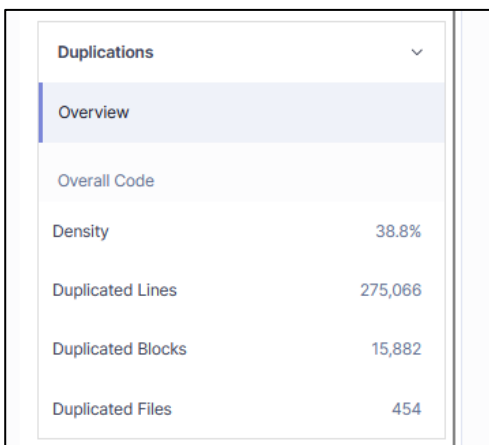 Duplications
Overview
Overall Code
Density 38.8%
Duplicated Lines 275,066
Duplicated Blocks 15,882
Duplicated Files 454